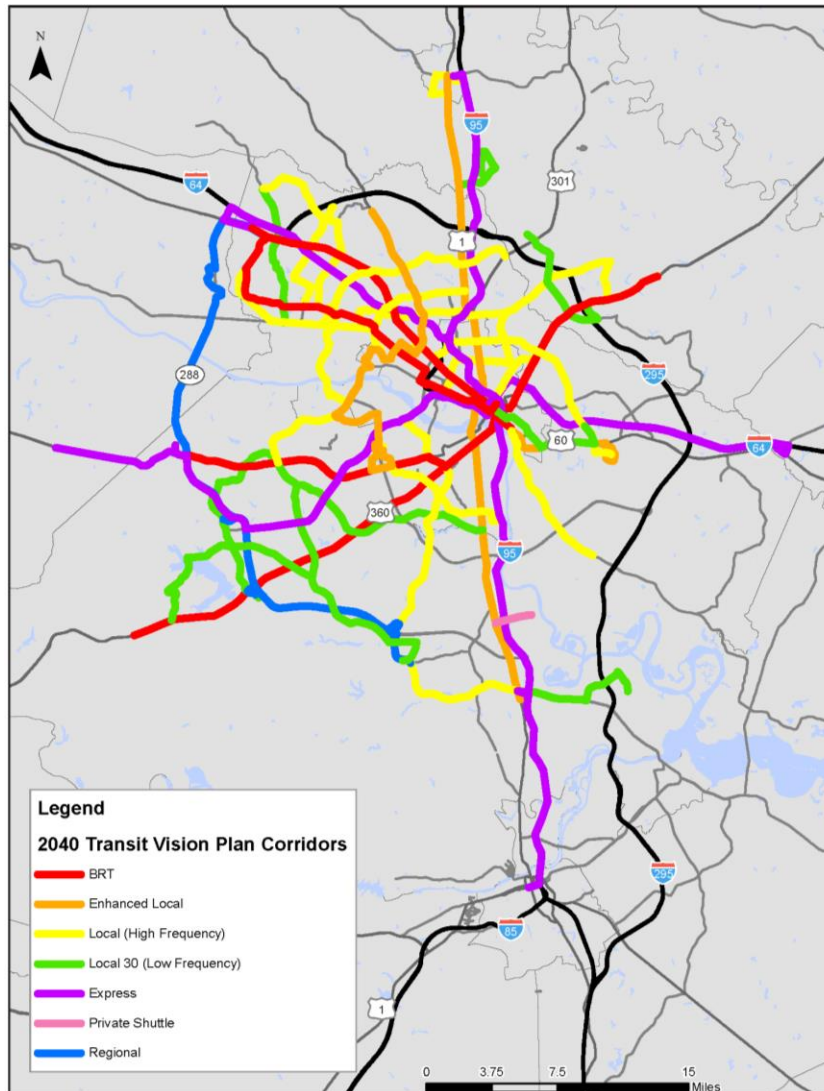 N
95
64
301
1
288
295
60
64
360
95
295
85
1
Legend
2040 Transit Vision Plan Corridors
BRT
Enhanced Local
Local (High Frequency)
Local 30 (Low Frequency)
Express
Private Shuttle
Regional
0 3.75 7.5 15
Miles